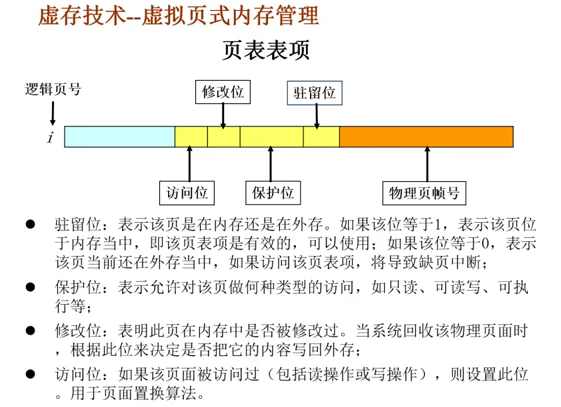 虚存技术--虚拟页式内存管理
页表表项
逻辑页号
修改位
驻留位
i
访问位
保护位
物理页帧号
● 驻留位：表示该页是在内存还是在外存。如果该位等于1，表示该页位
于内存当中，即该页表项是有效的，可以使用；如果该位等于0，表示
该页当前还在外存当中，如果访问该页表项，将导致缺页中断；
● 保护位：表示允许对该页做何种类型的访问，如只读、可读写、可执
行等；
● 修改位：表明此页在内存中是否被修改过。当系统回收该物理页面时
，根据此位来决定是否把它的内容写回外存；
● 访问位：如果该页面被访问过（包括读操作或写操作），则设置此位
。用于页面置换算法。